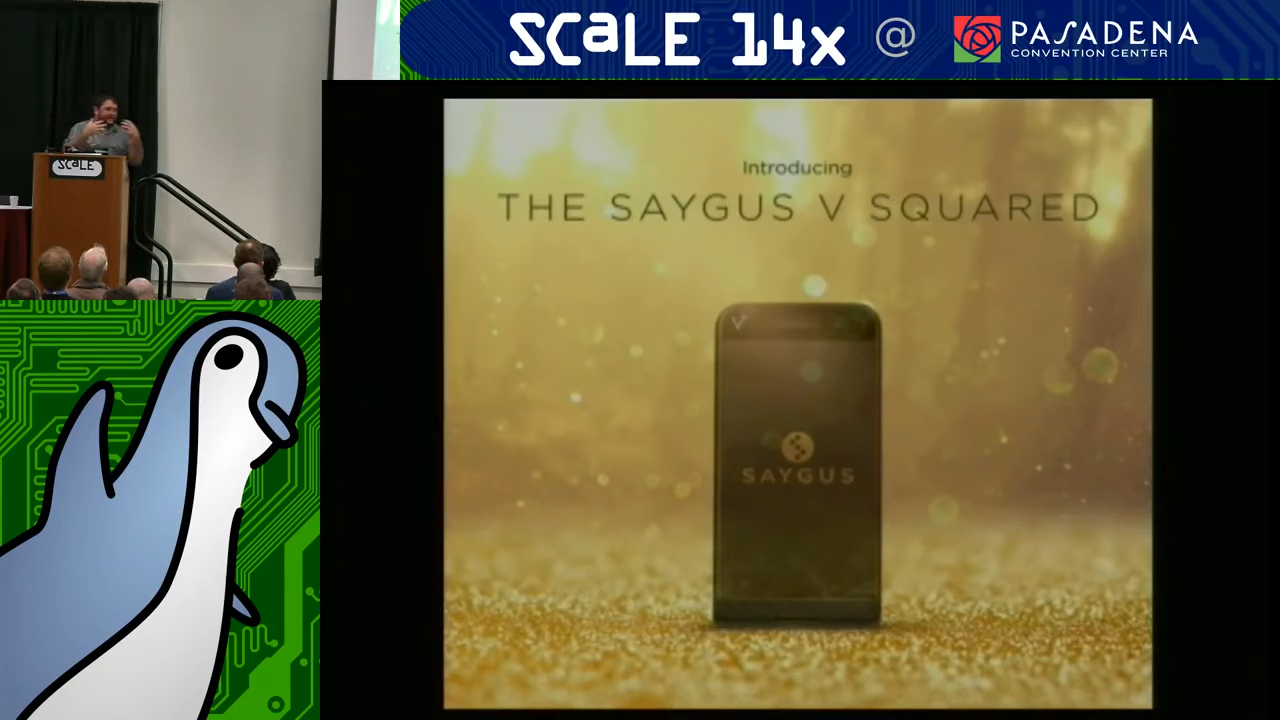 SCaLE 14x @ PASADENA
CONVENTION CENTER
SCaLE
Introducing
THE SAYGUS V SQUARED
V
SAYGUS